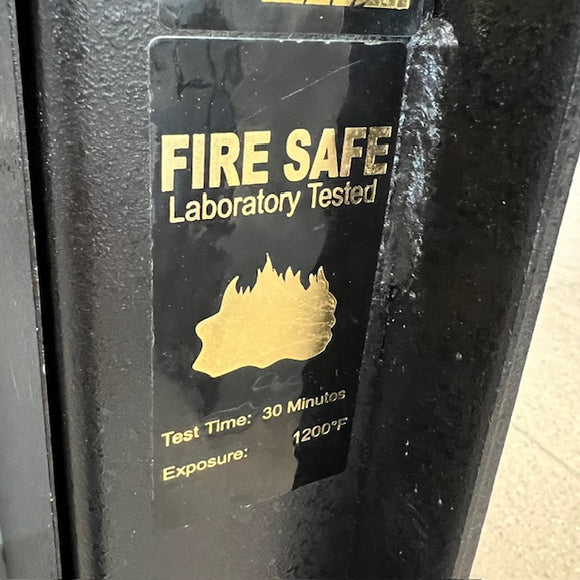 FIRE SAFE
Laboratory Tested
Test Time: 30 Minutes
Exposure: 1200°F